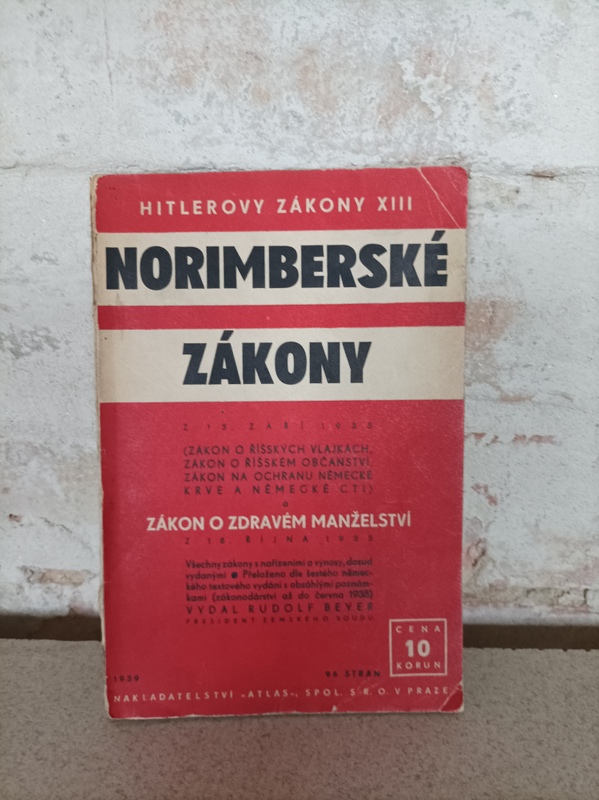 HITLEROVY ZÁKONY XIII
NORIMBERSKÉ
ZÁKONY
Z 15. ZÁŘÍ 1935
(ZÁKON O ŘÍŠSKÝCH VLAJKÁCH,
ZÁKON O ŘÍŠSKÉM OBČANSTVÍ,
ZÁKON NA OCHRANU NĚMECKÉ
KRVE A NĚMECKÉ CTI)
a
ZÁKON O ZDRAVÉM MANŽELSTVÍ
Z 18. ŘÍJNA 1935
Všechny zákony s nařízeními a výnosy, dosud
vydanými ● Přeloženo dle šestého němec-
kého textového vydání s obsáhlými poznám-
kami (zákonodárství až do června 1938)
VYDAL RUDOLF BEYER
PRESIDENT ZEMSKÉHO SOUDU
CENA
10
KORUN
1939 96 STRAN
NAKLADATELSTVÍ »ATLAS«, SPOL. S R. O. V PRAZE